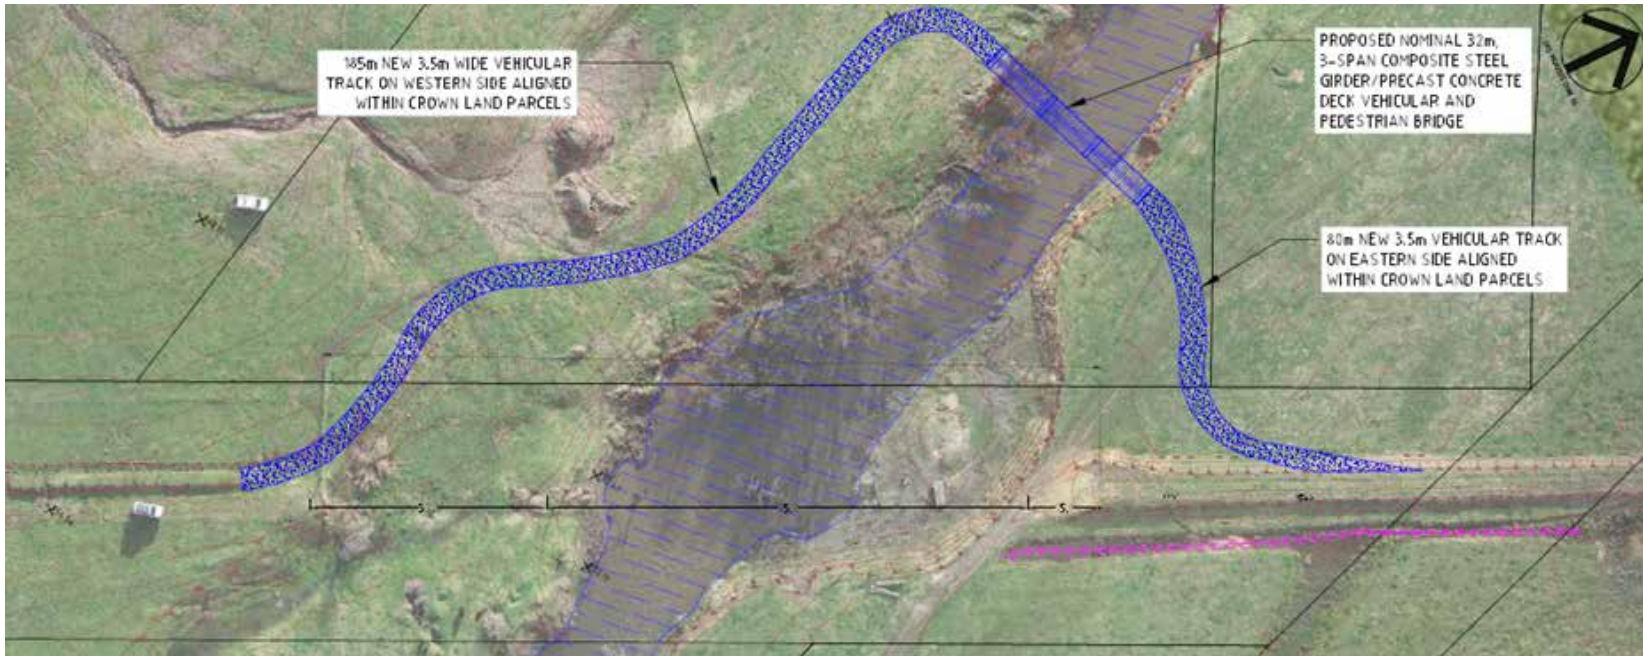 185m NEW 3.5m WIDE VEHICULAR
TRACK ON WESTERN SIDE ALIGNED
WITHIN CROWN LAND PARCELS
PROPOSED NOMINAL 32m,
3-SPAN COMPOSITE STEEL
GIRDER/PRECAST CONCRETE
DECK VEHICULAR AND
PEDESTRIAN BRIDGE
80m NEW 3.5m VEHICULAR TRACK
ON EASTERN SIDE ALIGNED
WITHIN CROWN LAND PARCELS